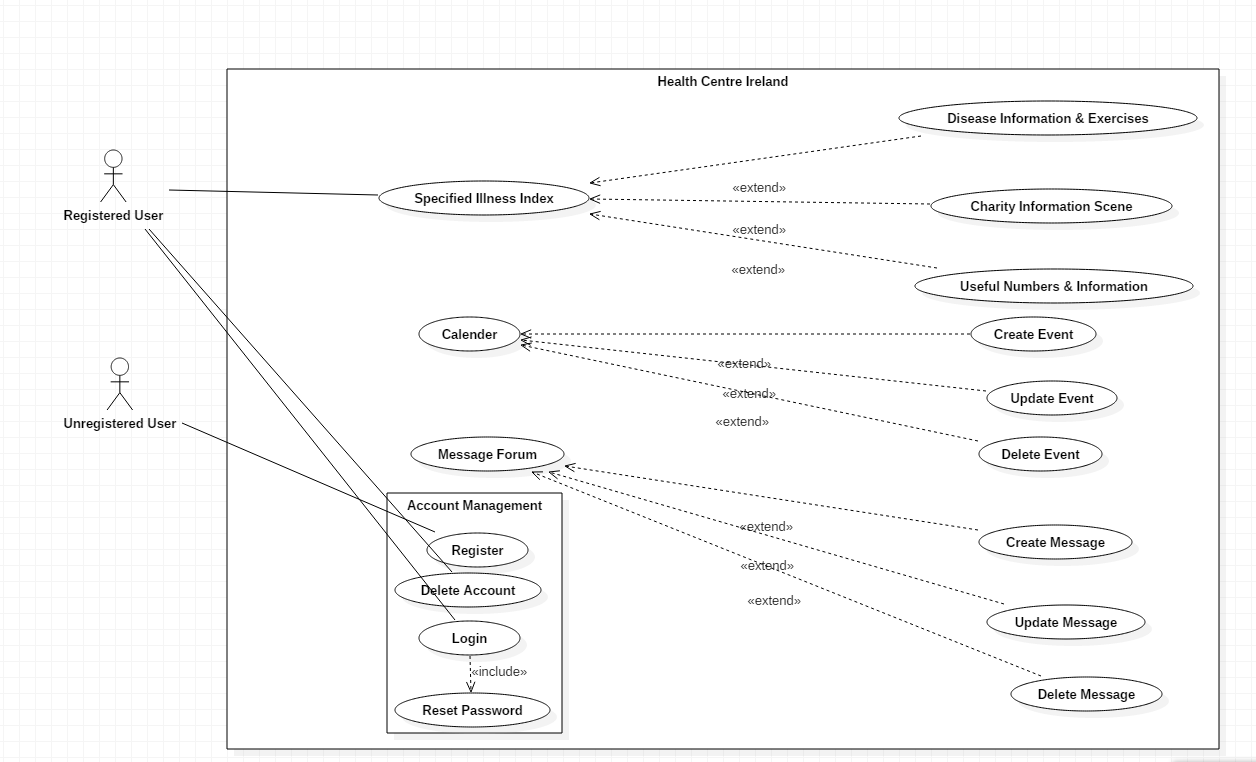 Health Centre Ireland
Disease Information & Exercises
«extend»
Registered User
Specified Illness Index
Charity Information Scene
«extend»
«extend»
Useful Numbers & Information
Calender
Create Event
«extend»
Unregistered User
«extend»
Update Event
«extend»
Message Forum
Delete Event
Account Management
«extend»
Register
Create Message
«extend»
Delete Account
«extend»
Login
Update Message
«include»
Reset Password
Delete Message